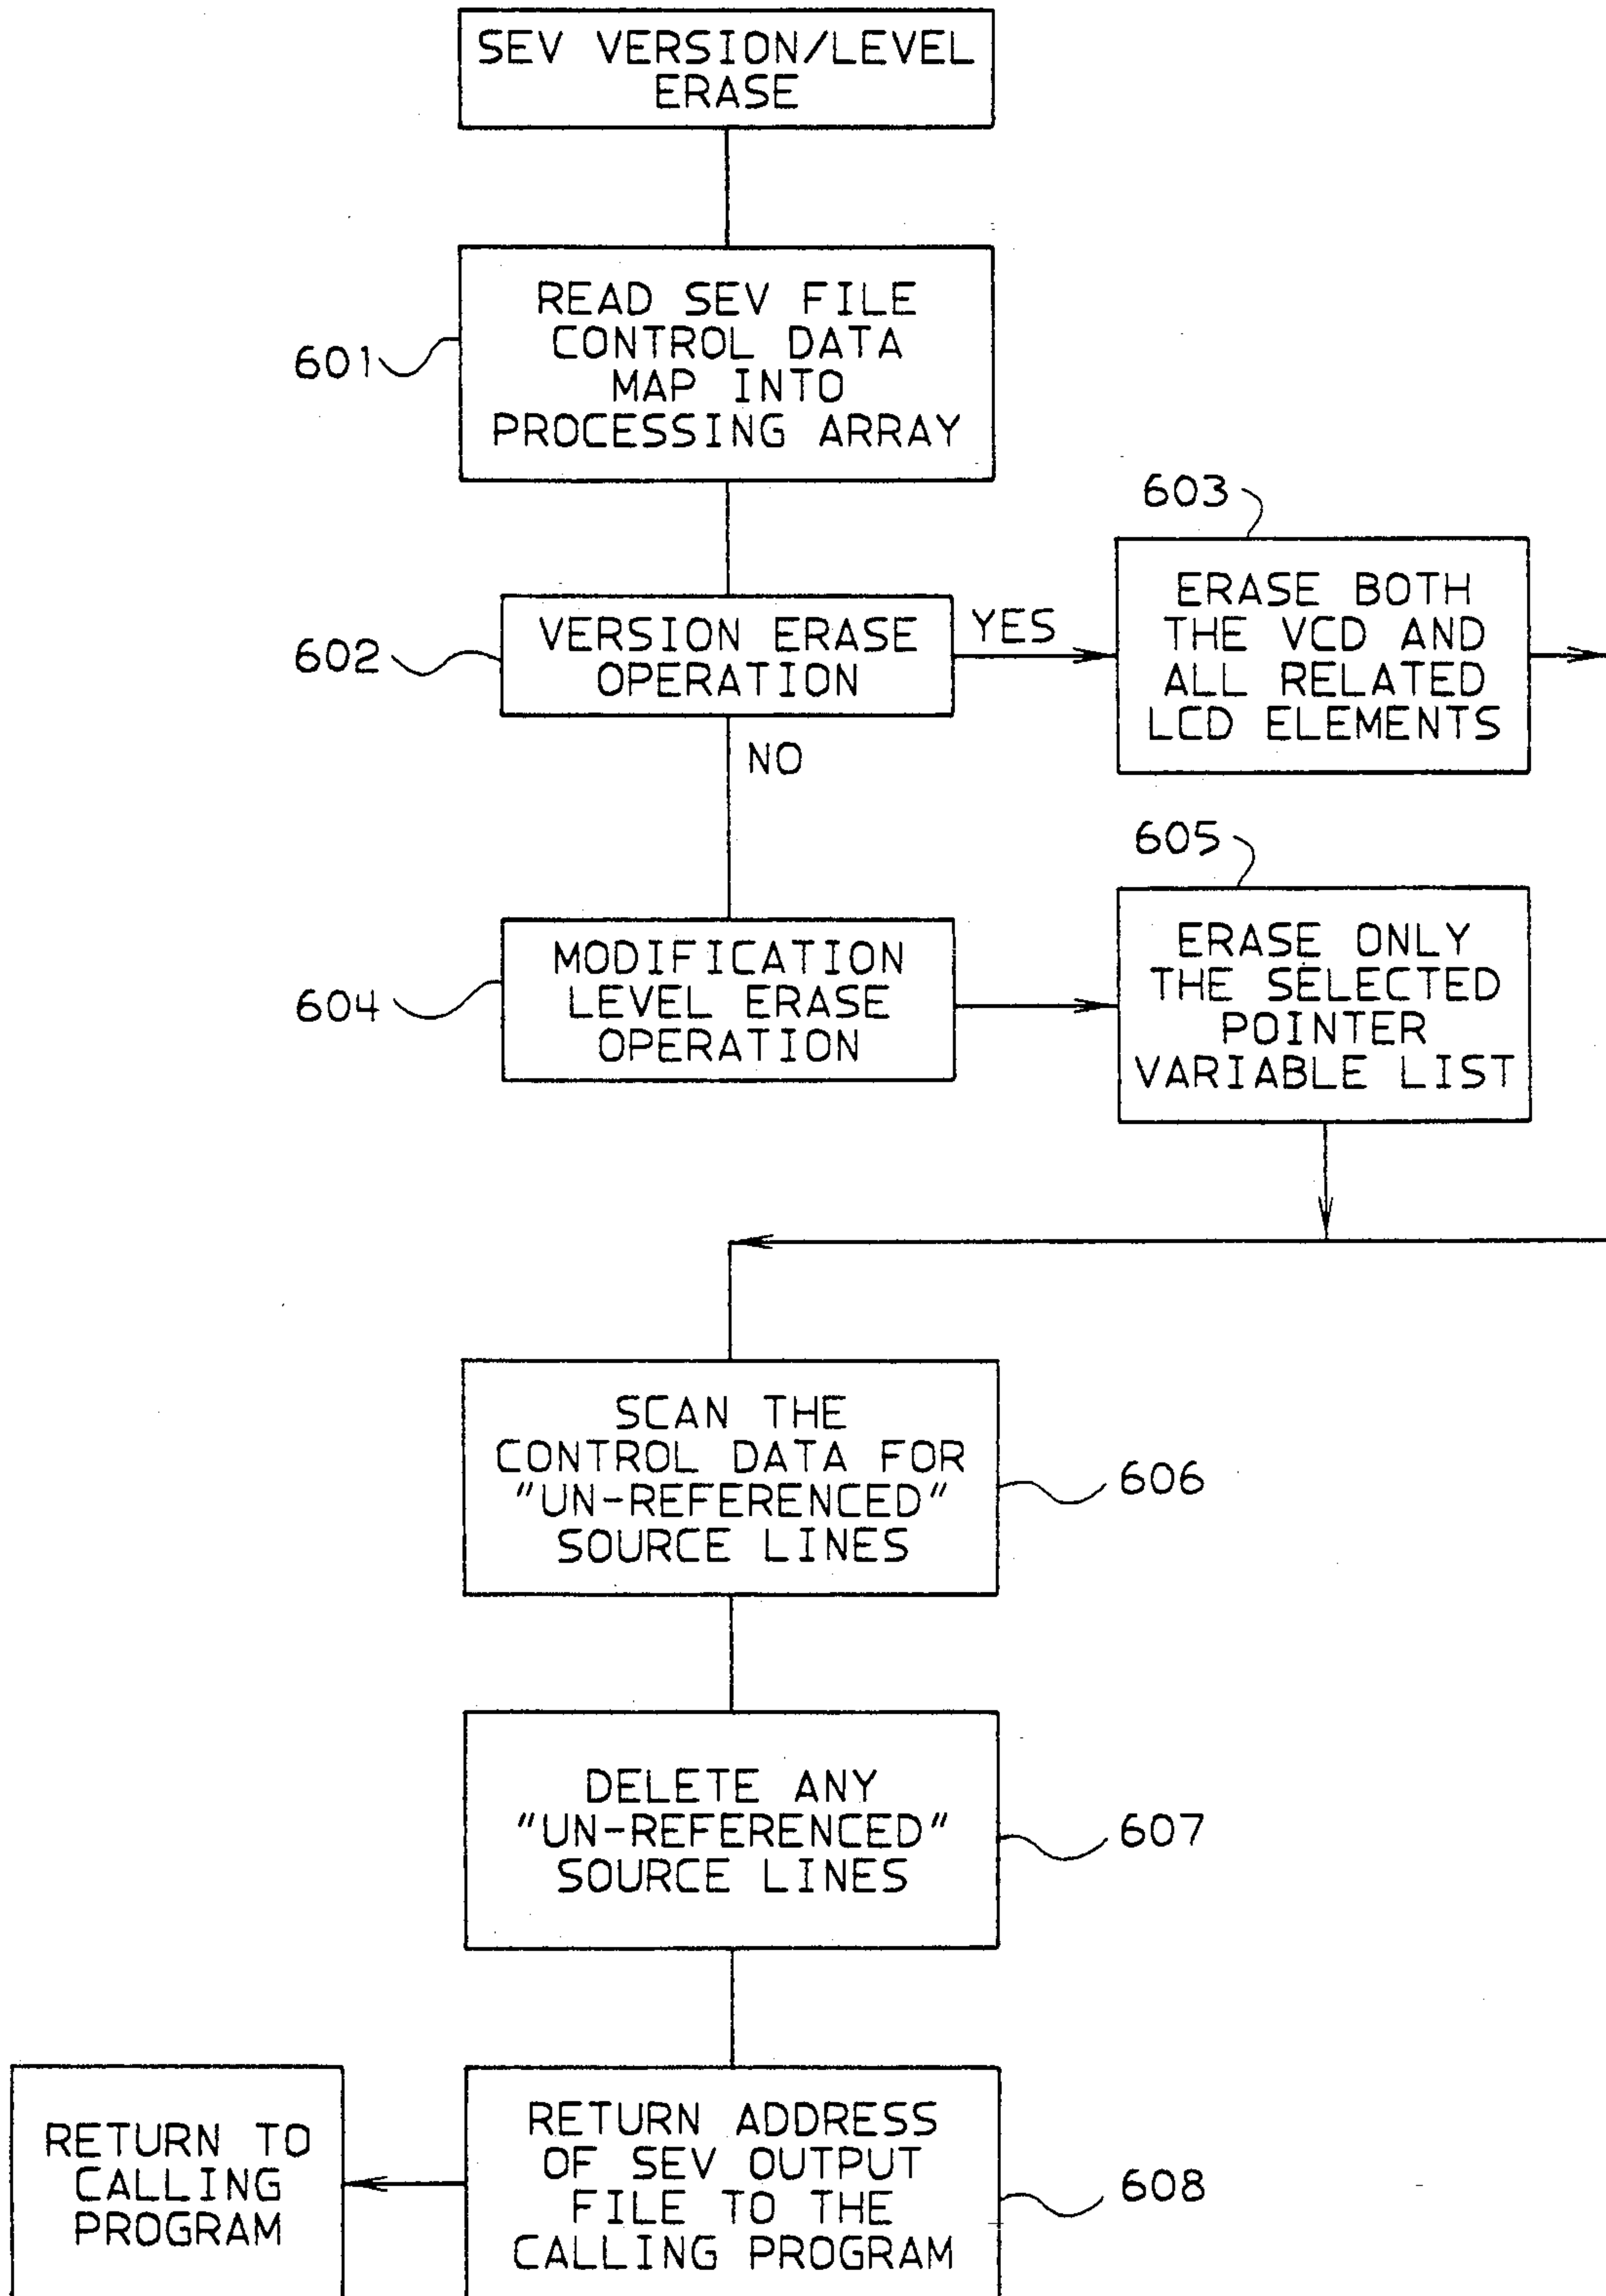 SEV VERSION/LEVEL
ERASE
601
READ SEV FILE
CONTROL DATA
MAP INTO
PROCESSING ARRAY
602
VERSION ERASE
OPERATION
YES
NO
603
ERASE BOTH
THE VCD AND
ALL RELATED
LCD ELEMENTS
604
MODIFICATION
LEVEL ERASE
OPERATION
605
ERASE ONLY
THE SELECTED
POINTER
VARIABLE LIST
SCAN THE
CONTROL DATA FOR
"UN-REFERENCED"
SOURCE LINES
606
DELETE ANY
"UN-REFERENCED"
SOURCE LINES
607
RETURN ADDRESS
OF SEV OUTPUT
FILE TO THE
CALLING PROGRAM
608
RETURN TO
CALLING
PROGRAM